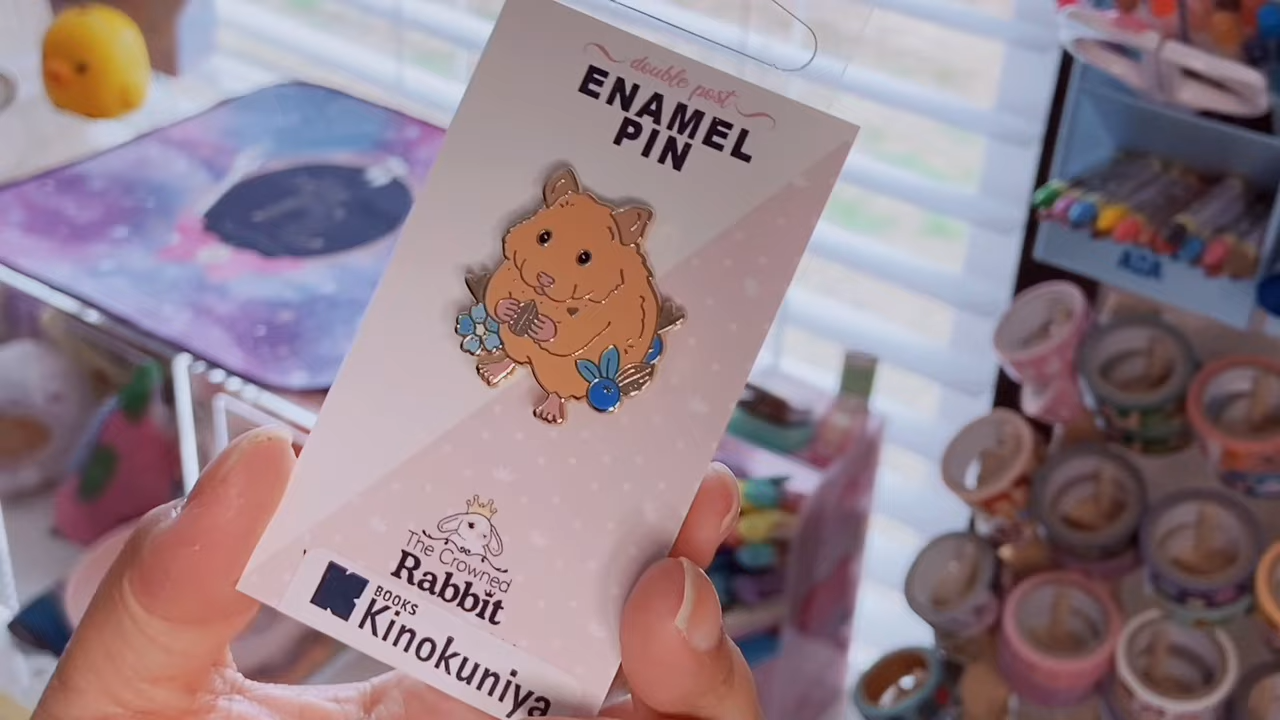 double post
ENAMEL
PIN
The Crowned
Rabbit
BOOKS
Kinokuniya